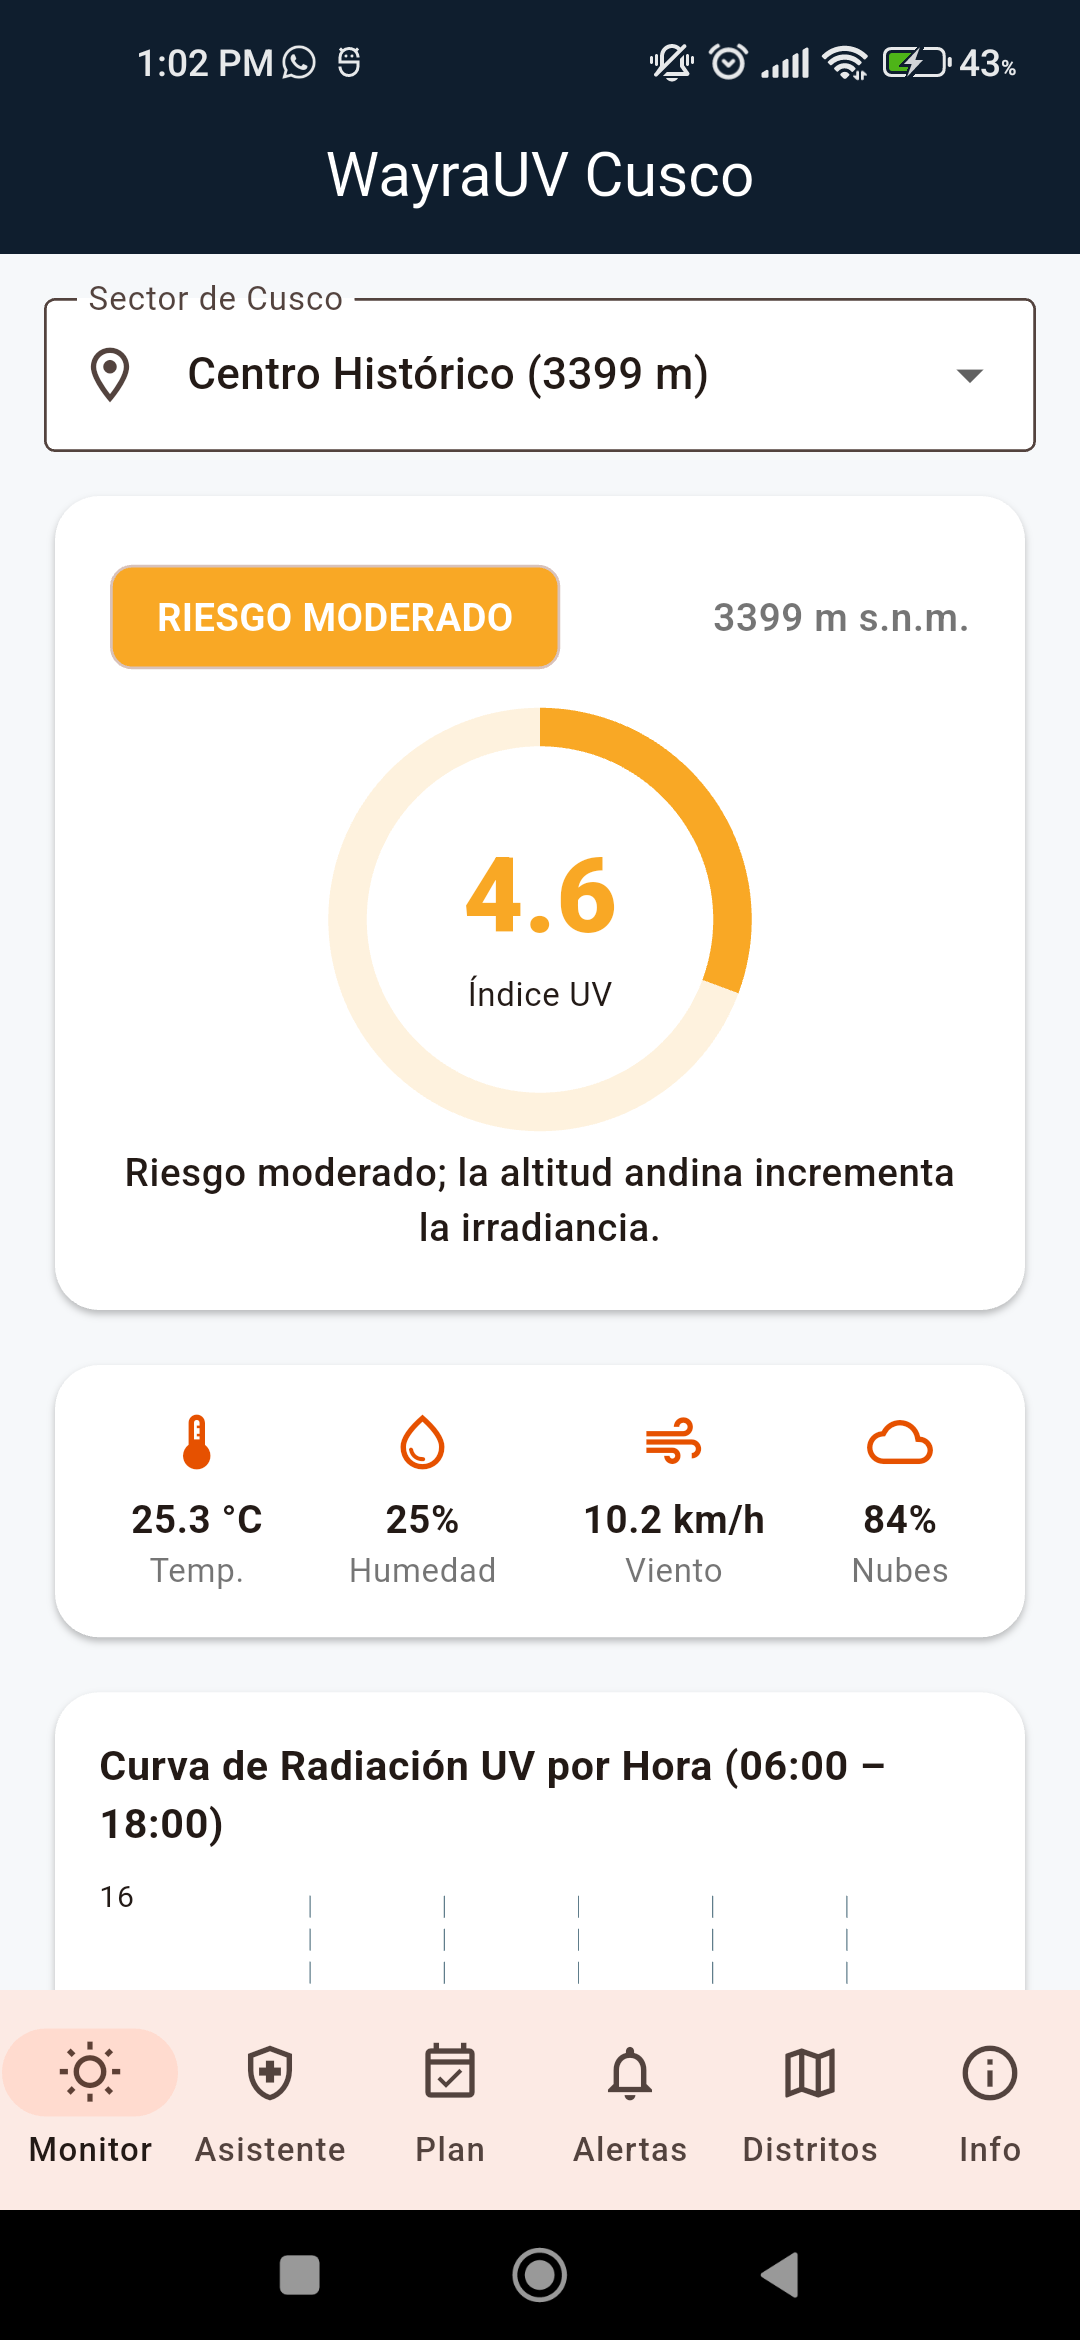 1:02 PM
43%
WayraUV Cusco
Sector de Cusco
Centro Histórico (3399 m)
RIESGO MODERADO
3399 m s.n.m.
4.6
Índice UV
Riesgo moderado; la altitud andina incrementa
la irradiancia.
25.3 °C
25%
10.2 km/h
84%
Temp.
Humedad
Viento
Nubes
Curva de Radiación UV por Hora (06:00 –
18:00)
16
Monitor
Asistente
Plan
Alertas
Distritos
Info